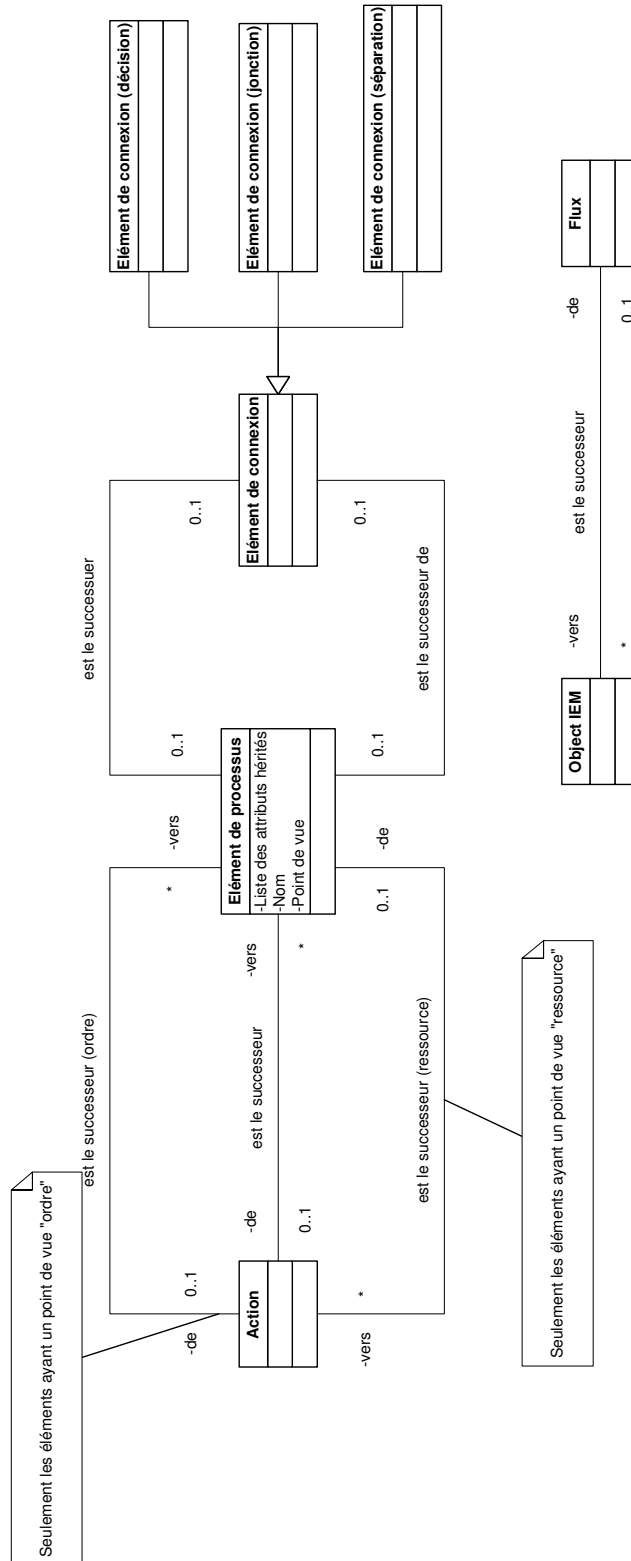 Seulement les éléments ayant un point de vue "ordre"
est le successeur (ordre)
est le successuer
-de
0..1
*
-vers
0..1
0..1
Elément de connexion (décision)
Action
-de
0..1
est le successeur
-vers
*
Elément de processus
-Liste des attributs hérités
-Nom
-Point de vue
Elément de connexion
Elément de connexion (jonction)
-vers
*
0..1
-de
0..1
0..1
Elément de connexion (séparation)
est le successeur (ressource)
est le successeur de
Seulement les éléments ayant un point de vue "ressource"
Object IEM
-vers
*
est le successeur
-de
0..1
Flux